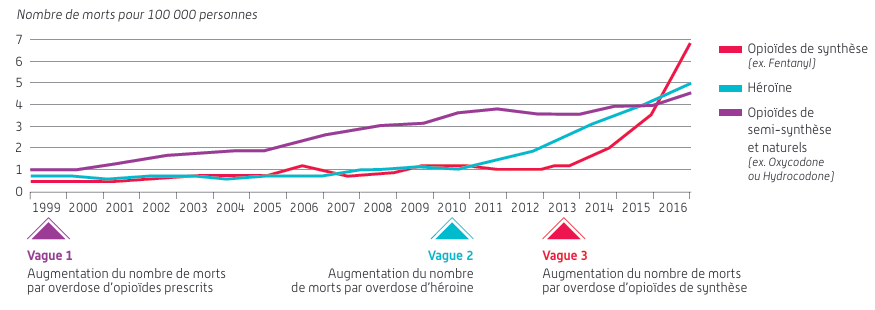 Nombre de morts pour 100 000 personnes
7
6
5
4
3
2
1
0
1999 2000 2001 2002 2003 2004 2005 2006 2007 2008 2009 2010 2011 2012 2013 2014 2015 2016
Opioïdes de synthèse
(ex. Fentanyl)
Héroïne
Opioïdes de
semi-synthèse
et naturels
(ex. Oxycodone
ou Hydrocodone)
Vague 1
Augmentation du nombre de morts
par overdose d'opioïdes prescrits
Vague 2
Augmentation du nombre
de morts par overdose d'héroine
Vague 3
Augmentation du nombre de morts
par overdose d'opioïdes de synthèse